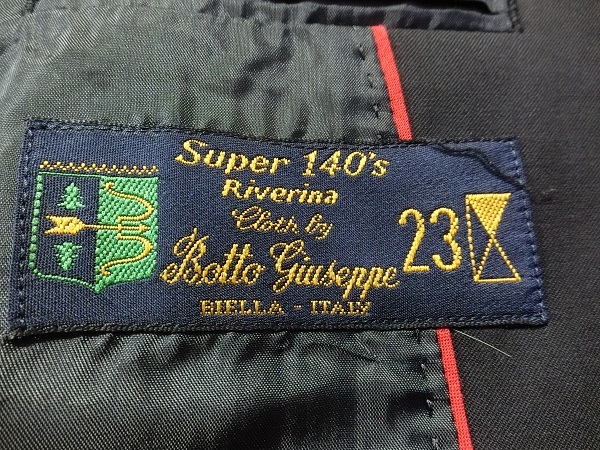 Super 140's
Riverina
Cloth by
Botto Giuseppe
BIELLA - ITALY
23